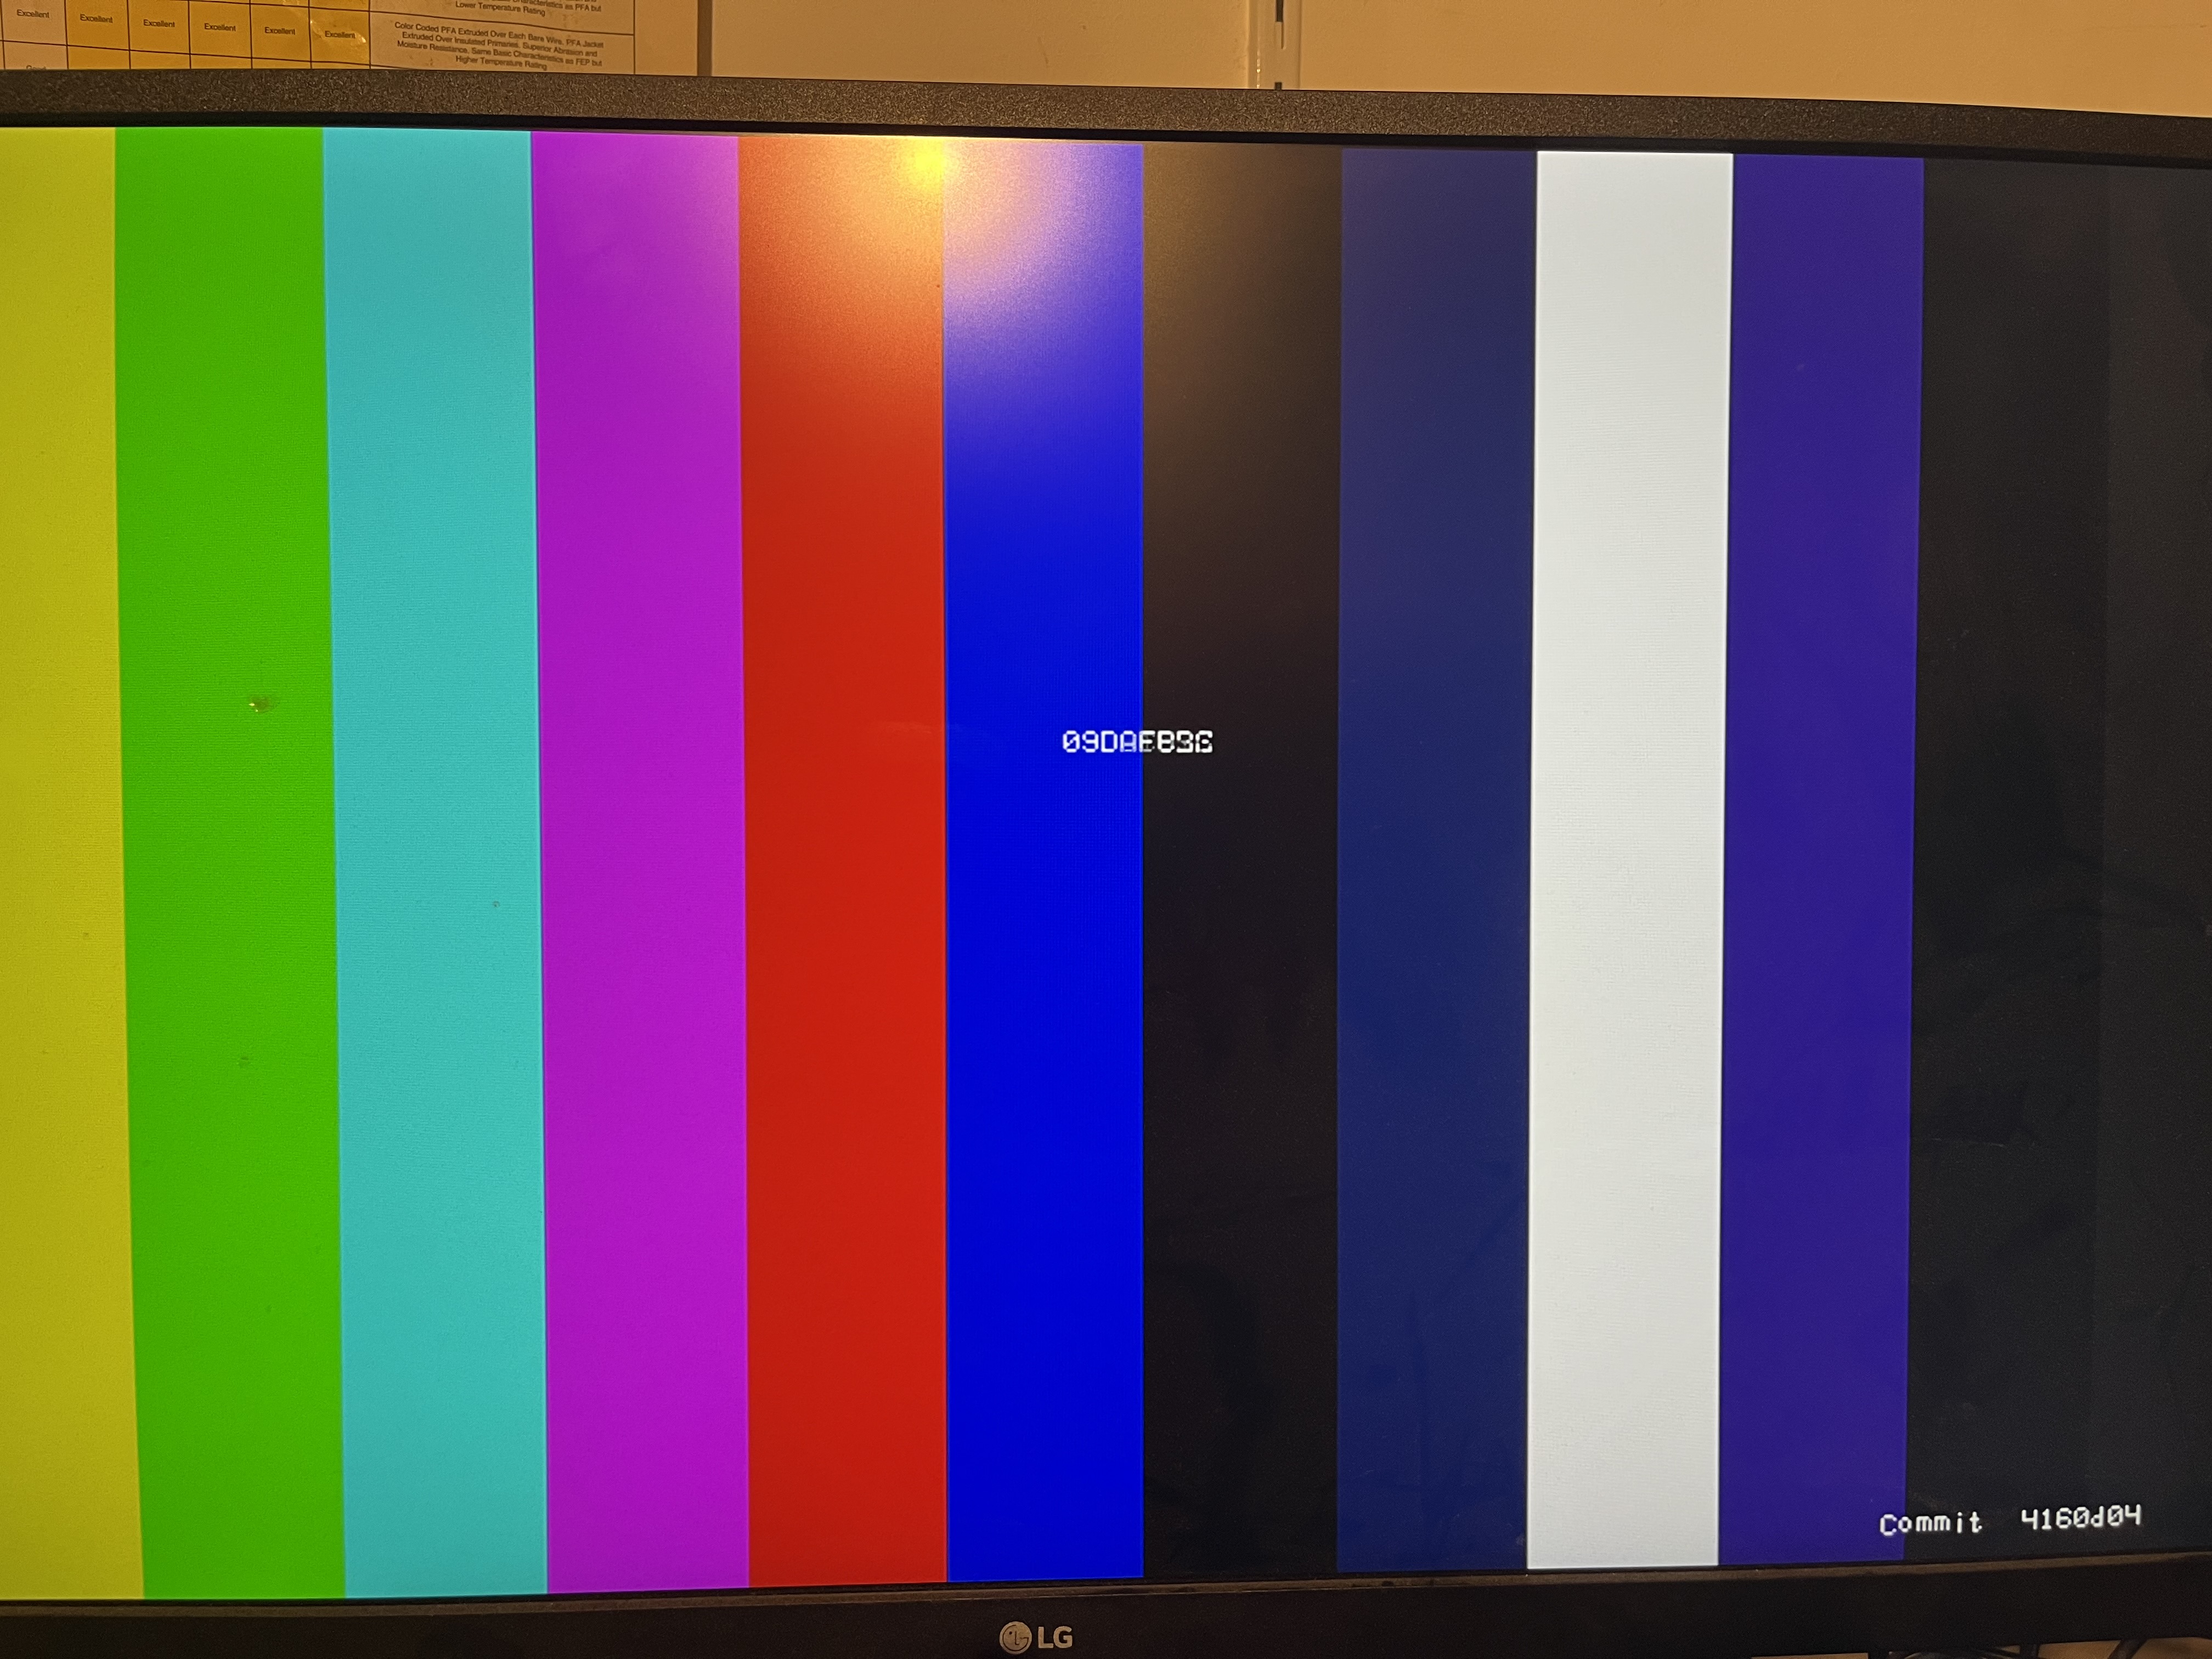 Excellent
Excellent
Excellent
Excellent
Excellent
Excellent
Lower Temperature Rating
Color Coded PFA Extruded Over Each Bare Wire, PFA Jacket
Extruded Over Insulated Primaries. Superior Abrasion and
Moisture Resistance. Same Basic Characteristics as FEP but
Higher Temperature Rating
Commit 4160d04
LG